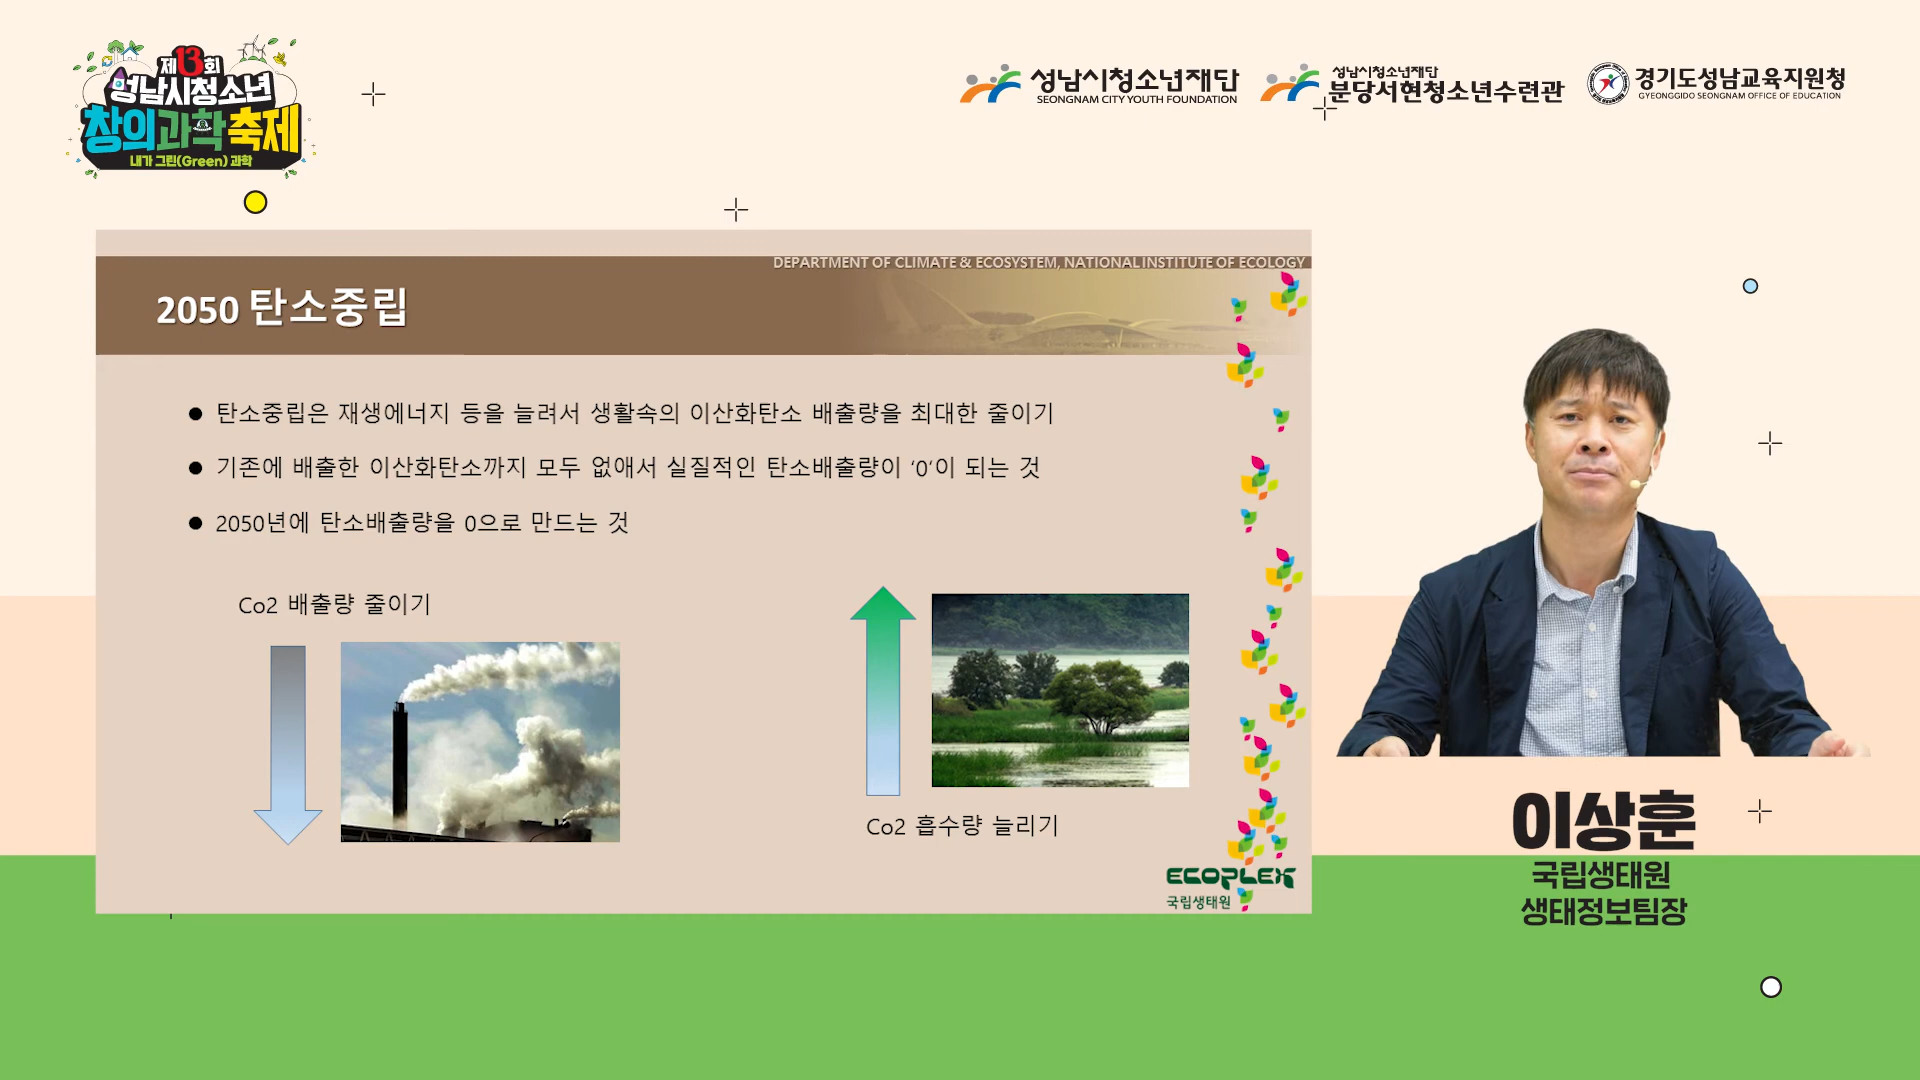 제13회
성남시청소년
창의과학축제
내가 그린(Green) 과학
성남시청소년재단
SEONGNAM CITY YOUTH FOUNDATION
성남시청소년재단
분당서현청소년수련관
경기도성남교육지원청
GYEONGGIDO SEONGNAM OFFICE OF EDUCATION
DEPARTMENT OF CLIMATE & ECOSYSTEM, NATIONAL INSTITUTE OF ECOLOGY
2050 탄소중립
● 탄소중립은 재생에너지 등을 늘려서 생활속의 이산화탄소 배출량을 최대한 줄이기
● 기존에 배출한 이산화탄소까지 모두 없애서 실질적인 탄소배출량이 ‘0’이 되는 것
● 2050년에 탄소배출량을 0으로 만드는 것
Co2 배출량 줄이기
Co2 흡수량 늘리기
ECOPLEX
국립생태원
이상훈
국립생태원
생태정보팀장